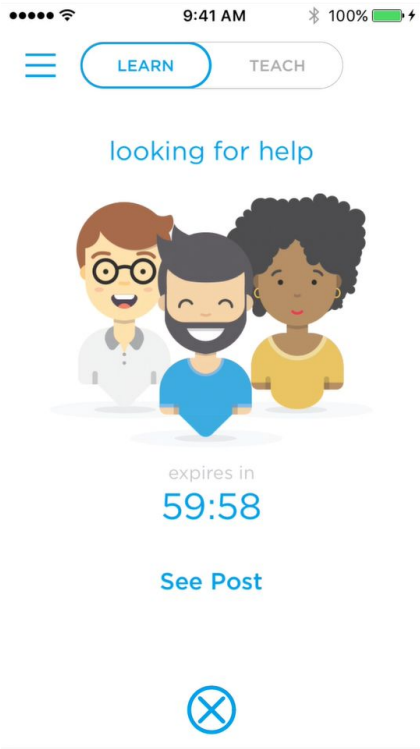 9:41 AM 100%
LEARN TEACH
looking for help
expires in
59:58
See Post